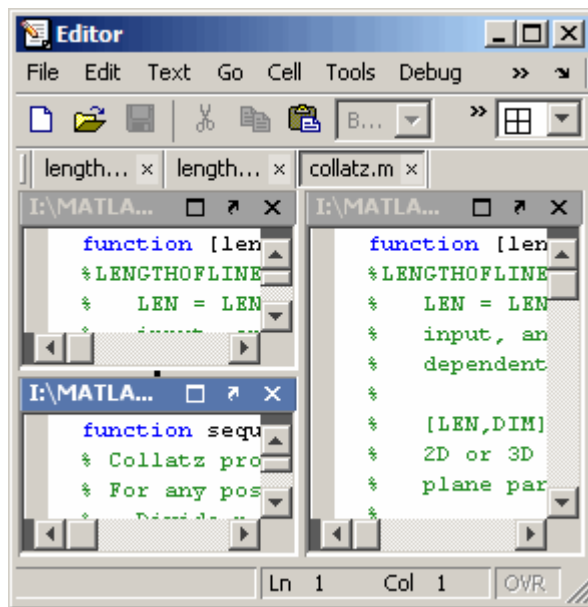 Editor
File Edit Text Go Cell Tools Debug »
B... »
length... × length... × collatz.m ×
I:\MATLA...
function [len
%LENGTHOFLINE
% LEN = LEN
I:\MATLA...
function sequ
% Collatz pro
% For any pos
I:\MATLA...
function [len
%LENGTHOFLINE
% LEN = LEN
% input, an
% dependent
%
% [LEN,DIM]
% 2D or 3D
% plane par
%
Ln 1 Col 1 OVR